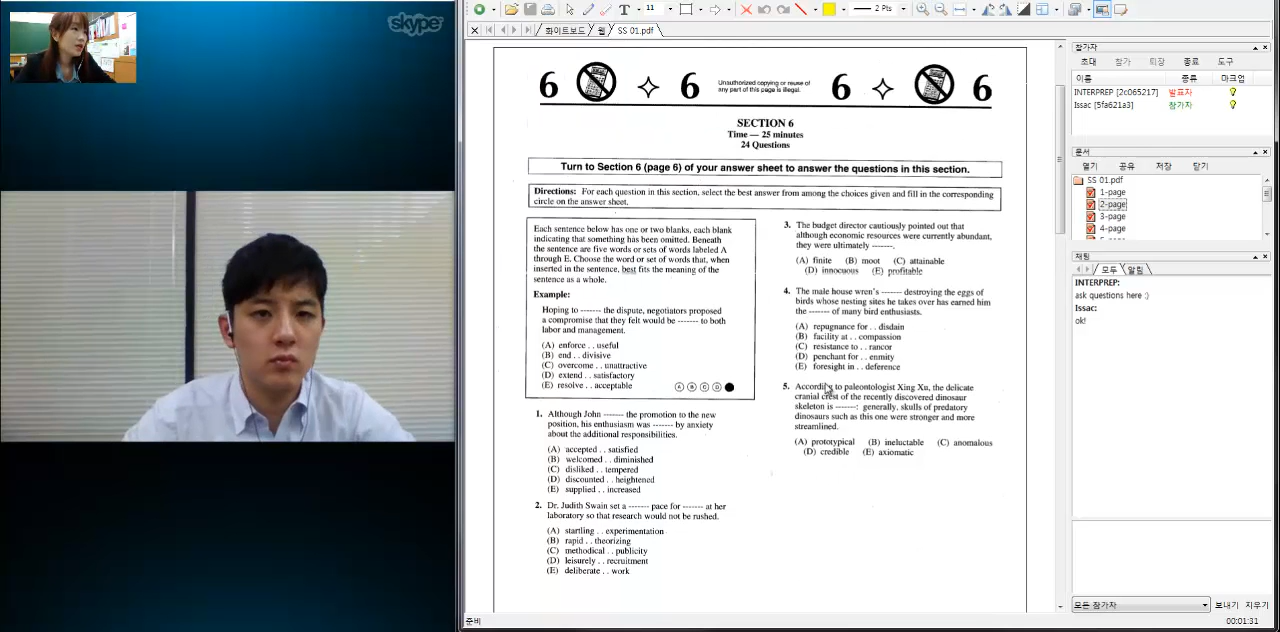 skype
11
2 Pts
화이트보드
웹
SS 01.pdf
6
6
Unauthorized copying or reuse of
any part of this page is illegal.
6
6
SECTION 6
Time — 25 minutes
24 Questions
Turn to Section 6 (page 6) of your answer sheet to answer the questions in this section.
Directions: For each question in this section, select the best answer from among the choices given and fill in the corresponding
circle on the answer sheet.
Each sentence below has one or two blanks, each blank
indicating that something has been omitted. Beneath
the sentence are five words or sets of words labeled A
through E. Choose the word or set of words that, when
inserted in the sentence, best fits the meaning of the
sentence as a whole.
Example:
Hoping to ------- the dispute, negotiators proposed
a compromise that they felt would be ------- to both
labor and management.
(A) enforce . . useful
(B) end . . divisive
(C) overcome . . unattractive
(D) extend . . satisfactory
(E) resolve . . acceptable
A B C D
1. Although John ------- the promotion to the new
position, his enthusiasm was ------- by anxiety
about the additional responsibilities.
(A) accepted . . satisfied
(B) welcomed . . diminished
(C) disliked . . tempered
(D) discounted . . heightened
(E) supplied . . increased
2. Dr. Judith Swain set a ------- pace for ------- at her
laboratory so that research would not be rushed.
(A) startling . . experimentation
(B) rapid . . theorizing
(C) methodical . . publicity
(D) leisurely . . recruitment
(E) deliberate . . work
3. The budget director cautiously pointed out that
although economic resources were currently abundant,
they were ultimately -------.
(A) finite (B) moot (C) attainable
(D) innocuous (E) profitable
4. The male house wren's ------- destroying the eggs of
birds whose nesting sites he takes over has earned him
the ------- of many bird enthusiasts.
(A) repugnance for . . disdain
(B) facility at . . compassion
(C) resistance to . . rancor
(D) penchant for . . enmity
(E) foresight in . . deference
5. According to paleontologist Xing Xu, the delicate
cranial crest of the recently discovered dinosaur
skeleton is -------; generally, skulls of predatory
dinosaurs such as this one were stronger and more
streamlined.
(A) prototypical (B) ineluctable (C) anomalous
(D) credible (E) axiomatic
준비
참가자
초대 참가 퇴장 종료 도구
이름 종류 마크업
INTERPREP [2c065217] 발표자
Issac [5fa621a3] 참가자
문서
열기 공유 저장 닫기
SS 01.pdf
1-page
2-page
3-page
4-page
채팅
모두 알림
INTERPREP:
ask questions here :)
Issac:
ok!
모든 참가자
보내기 지우기
00:01:31